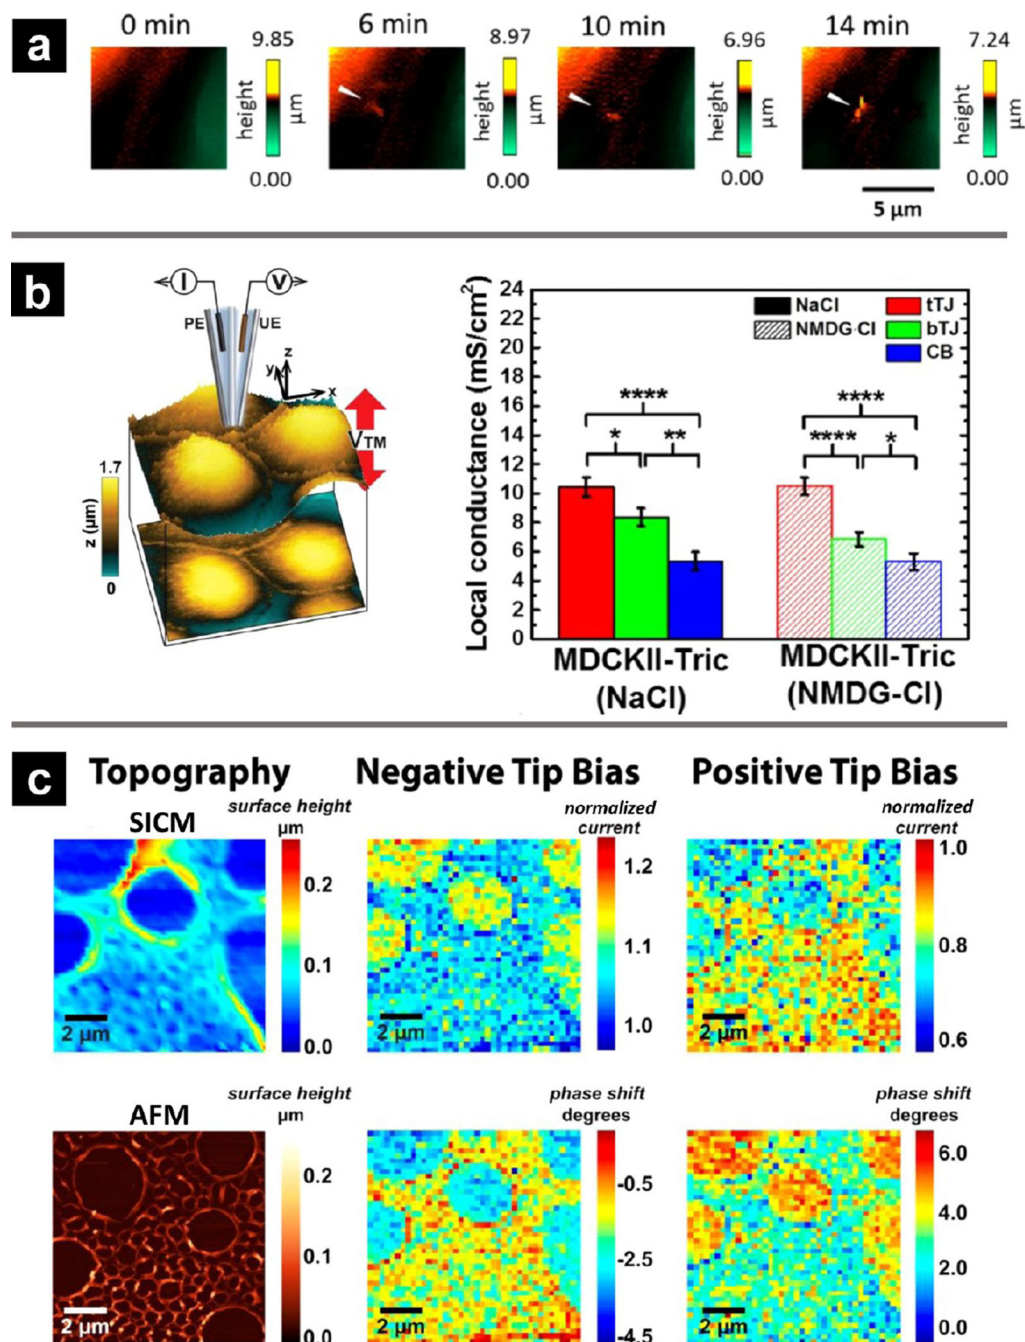 a
0 min
6 min
10 min
14 min
9.85
8.97
6.96
7.24
height
μm
height
μm
height
μm
height
μm
0.00
0.00
0.00
0.00
5 μm
b
I
V
PE
UE
z
y
x
VTM
1.7
z (μm)
0
Local conductance (mS/cm²)
24
22
20
18
16
14
12
10
8
6
4
2
0
NaCl
NMDG-Cl
tTJ
bTJ
CB
****
*
**
****
****
*
MDCKII-Tric
(NaCl)
MDCKII-Tric
(NMDG-Cl)
c
Topography
Negative Tip Bias
Positive Tip Bias
SICM
surface height
μm
0.2
0.1
0.0
2 μm
normalized
current
1.2
1.1
1.0
2 μm
normalized
current
1.0
0.8
0.6
2 μm
AFM
surface height
μm
0.2
0.1
0.0
2 μm
phase shift
degrees
-0.5
-2.5
-4.5
2 μm
phase shift
degrees
6.0
4.0
2.0
0.0
2 μm